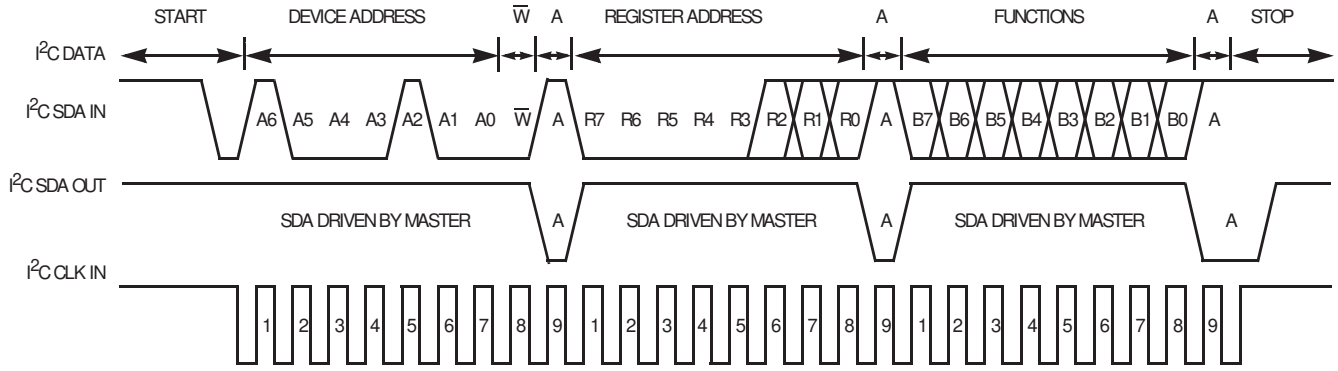 START DEVICE ADDRESS W̅ A REGISTER ADDRESS A FUNCTIONS A STOP
I²C DATA
I²C SDA IN A6 A5 A4 A3 A2 A1 A0 W̅ A R7 R6 R5 R4 R3 R2 R1 R0 A B7 B6 B5 B4 B3 B2 B1 B0 A
I²C SDA OUT
SDA DRIVEN BY MASTER A SDA DRIVEN BY MASTER A SDA DRIVEN BY MASTER A
I²C CLK IN
1 2 3 4 5 6 7 8 9 1 2 3 4 5 6 7 8 9 1 2 3 4 5 6 7 8 9